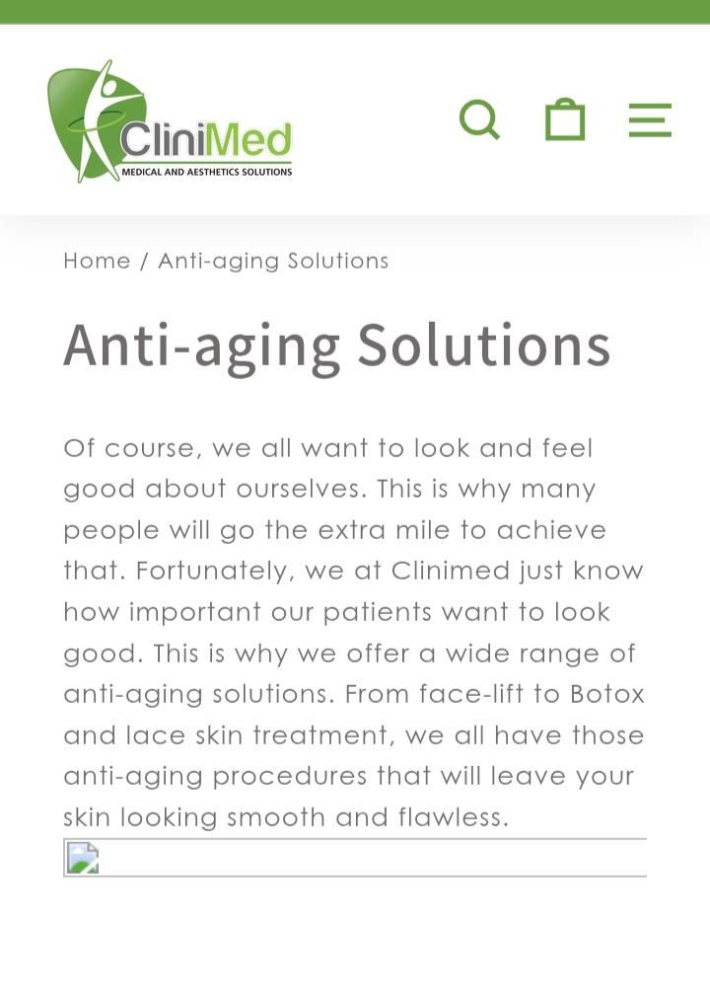 CliniMed
MEDICAL AND AESTHETICS SOLUTIONS
Home / Anti-aging Solutions
Anti-aging Solutions
Of course, we all want to look and feel
good about ourselves. This is why many
people will go the extra mile to achieve
that. Fortunately, we at Clinimed just know
how important our patients want to look
good. This is why we offer a wide range of
anti-aging solutions. From face-lift to Botox
and lace skin treatment, we all have those
anti-aging procedures that will leave your
skin looking smooth and flawless.